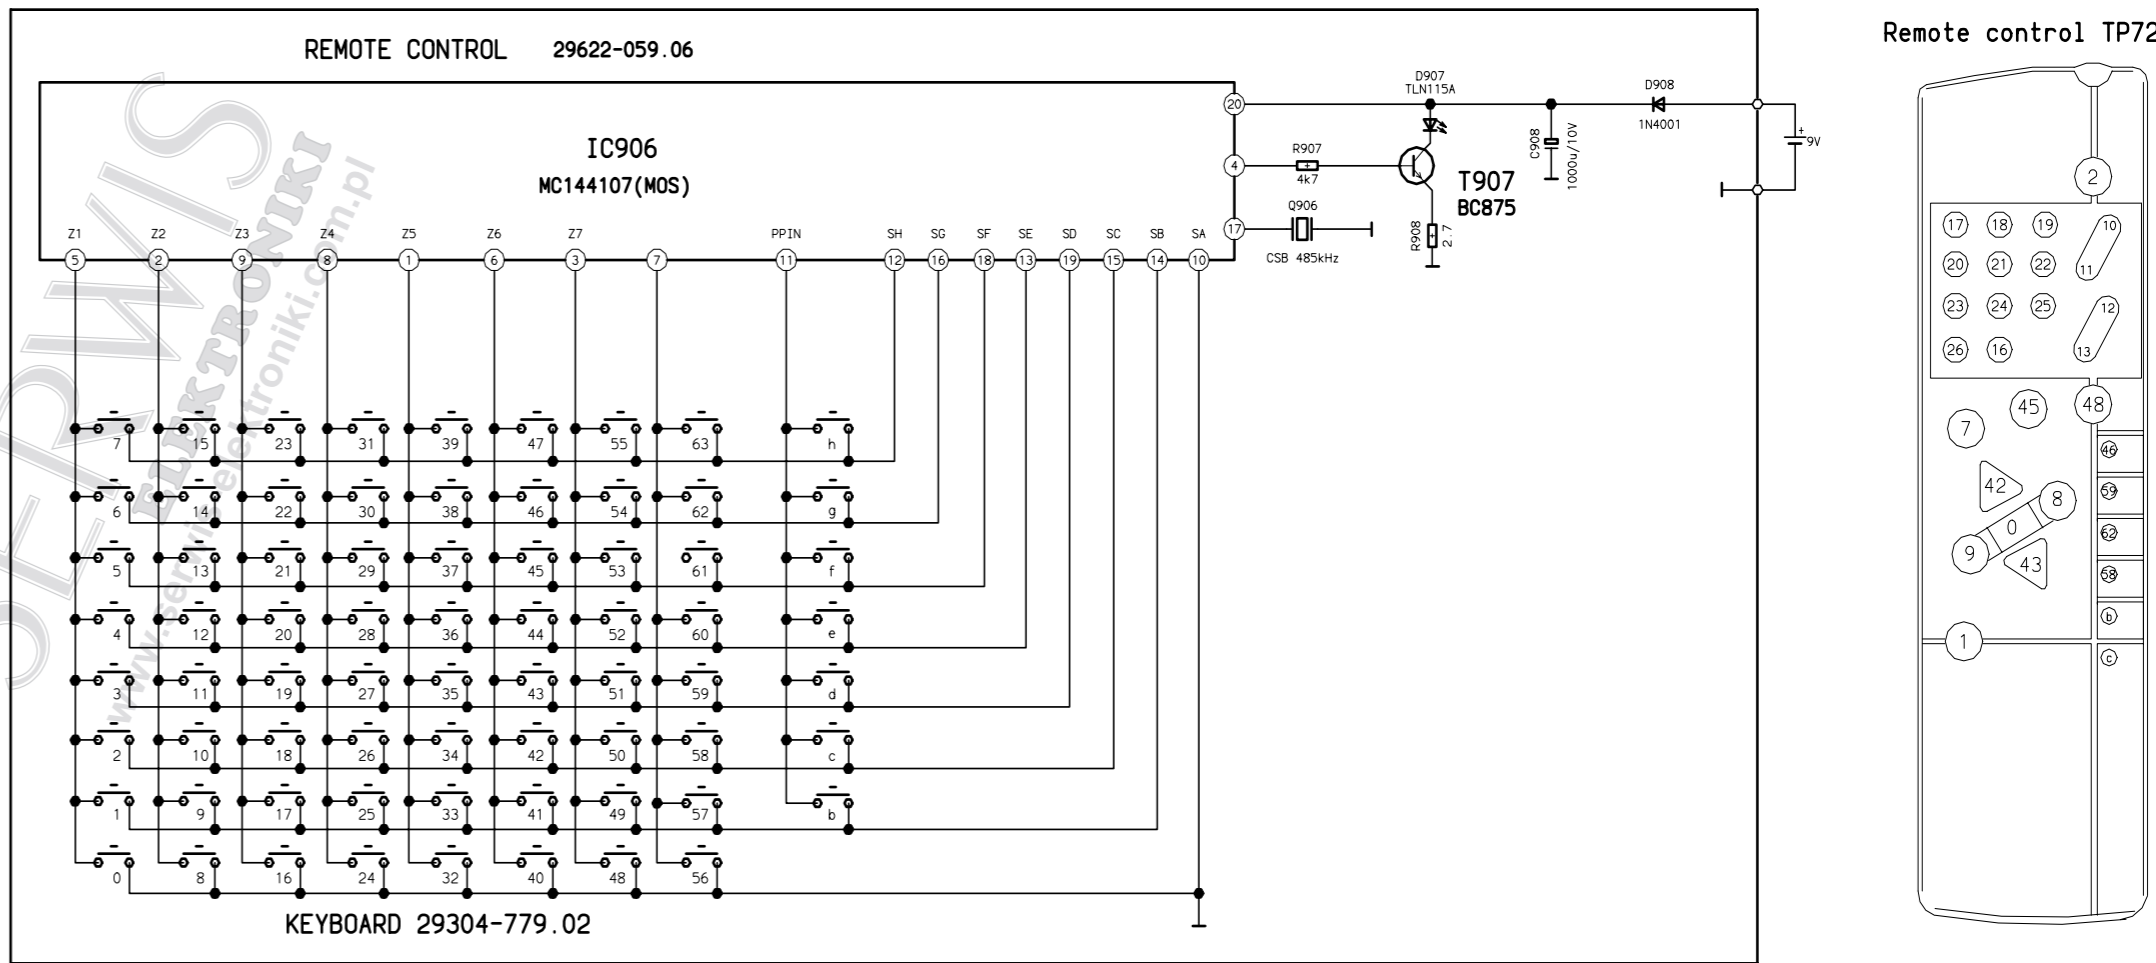 REMOTE CONTROL 29622-059.06
Remote control TP72
IC906
MC144107(MOS)
20
4
17
D907
TLN115A
D908
1N4001
C908
1000u/10V
+
9V
R907
4k7
T907
BC875
Q906
CSB 485kHz
R908
2.7
Z1 Z2 Z3 Z4 Z5 Z6 Z7 PPIN SH SG SF SE SD SC SB SA
5 2 9 8 1 6 3 7 11 12 16 18 13 19 15 14 10
7 15 23 31 39 47 55 63 h
6 14 22 30 38 46 54 62 g
5 13 21 29 37 45 53 61 f
4 12 20 28 36 44 52 60 e
3 11 19 27 35 43 51 59 d
2 10 18 26 34 42 50 58 c
1 9 17 25 33 41 49 57 b
0 8 16 24 32 40 48 56
KEYBOARD 29304-779.02
2
17 18 19 10
20 21 22 11
23 24 25 12
26 16 13
45 48
7
46
42 59
8
0
62
9 43 58
b
1
c
SERWIS
ELEKTRONIKI
www.serwis-elektroniki.com.pl